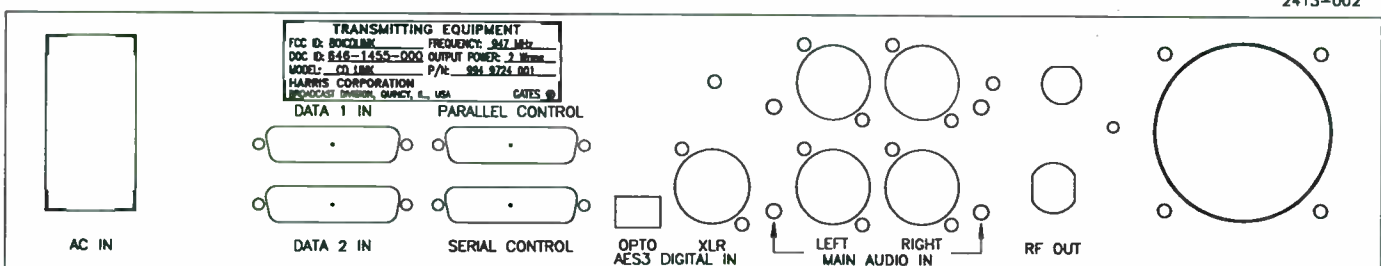 2413-002
TRANSMITTING EQUIPMENT
FCC ID: BOICDLINK FREQUENCY: 947 MHz
DOC ID: 646-1455-000 OUTPUT POWER: 2 Wrms
MODEL: CD LINK P/N: 994 9724 001
HARRIS CORPORATION
BROADCAST DIVISION, QUINCY, IL, USA GATES
DATA 1 IN PARALLEL CONTROL
AC IN DATA 2 IN SERIAL CONTROL OPTO XLR LEFT RIGHT RF OUT
AES3 DIGITAL IN MAIN AUDIO IN